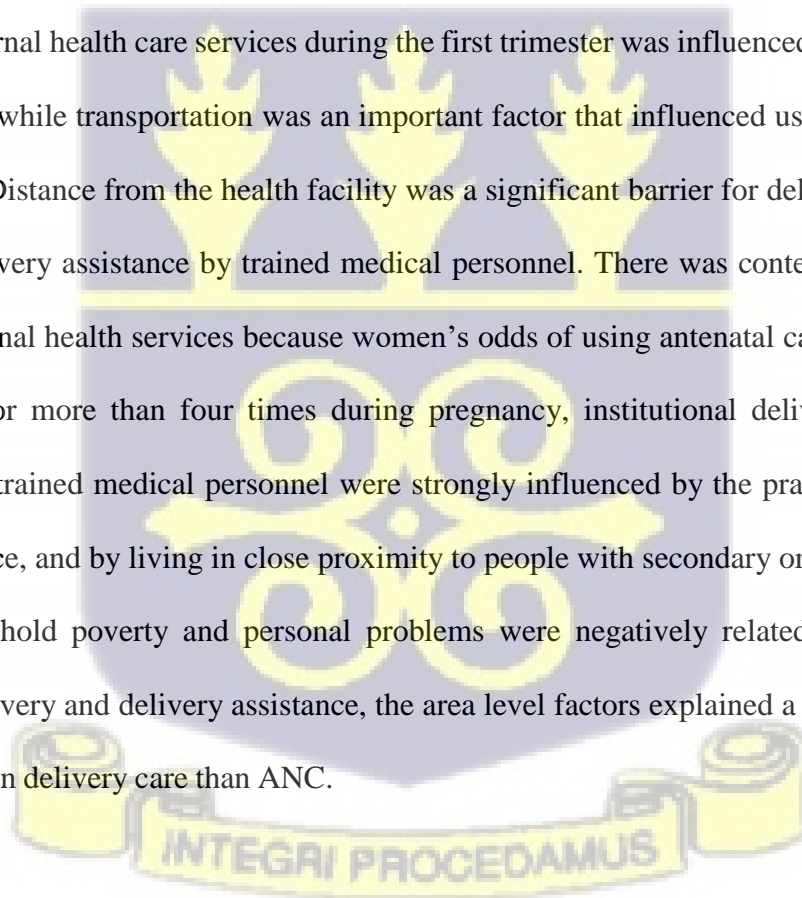 rnal health care services during the first trimester was influenced
while transportation was an important factor that influenced us
Distance from the health facility was a significant barrier for del
very assistance by trained medical personnel. There was conte
nal health services because women’s odds of using antenatal ca
or more than four times during pregnancy, institutional deliv
trained medical personnel were strongly influenced by the pra
ce, and by living in close proximity to people with secondary or
hold poverty and personal problems were negatively related
very and delivery assistance, the area level factors explained a
n delivery care than ANC.
INTEGRI PROCEDAMUS